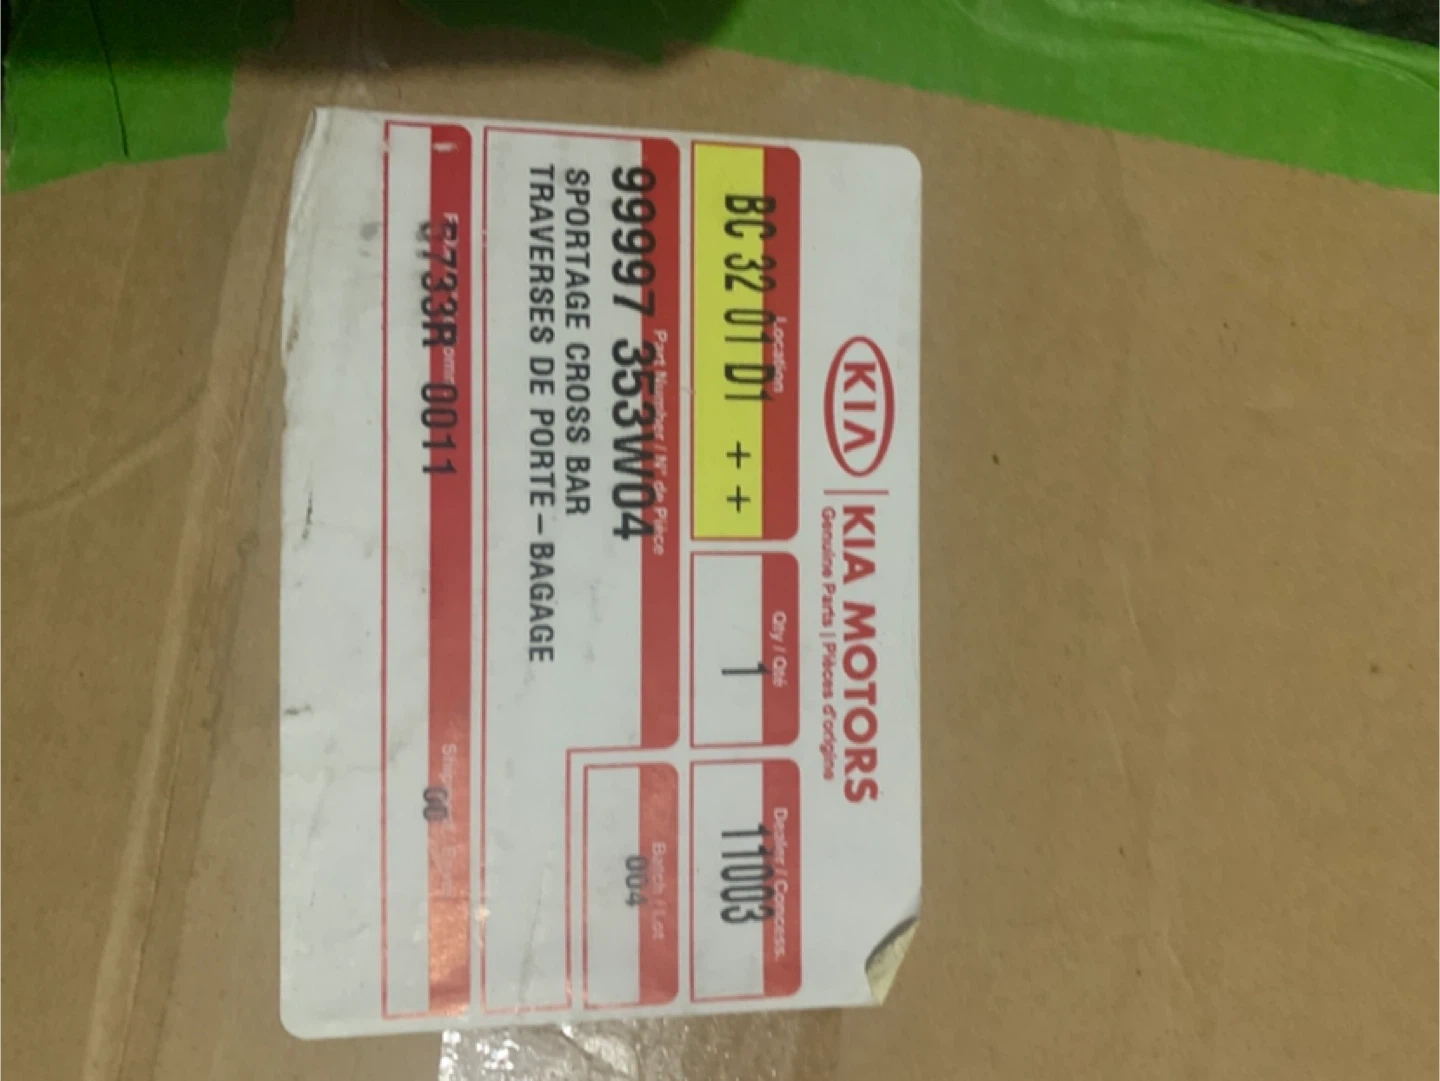 KIA | KIA MOTORS
Genuine Parts | Pièces d'origine
Location
BC 32 01 D1 ++
Qty / Qté
1
Dealer / Concess.
11003
Part Number / N° de Pièce
99997 353W04
SPORTAGE CROSS BAR
TRAVERSES DE PORTE-BAGAGE
Batch / Lot
004
0011